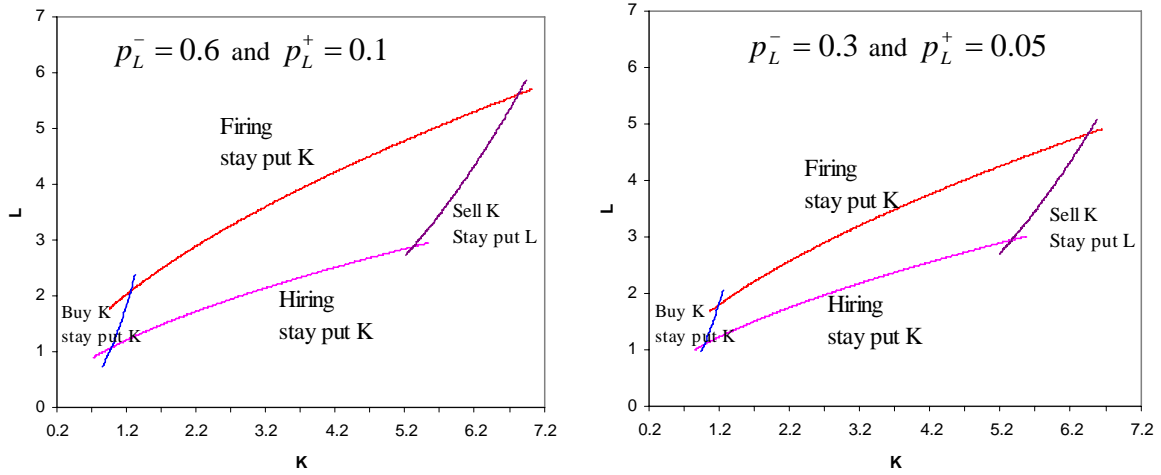 7
6
5
4
3
2
1
0
L
p_L^- = 0.6 and p_L^+ = 0.1
Firing
stay put K
Sell K
Stay put L
Buy K
stay put K
Hiring
stay put K
0.2 1.2 2.2 3.2 4.2 5.2 6.2 7.2
K
7
6
5
4
3
2
1
0
L
p_L^- = 0.3 and p_L^+ = 0.05
Firing
stay put K
Sell K
Stay put L
Buy K
stay put K
Hiring
stay put K
0.2 1.2 2.2 3.2 4.2 5.2 6.2 7.2
K